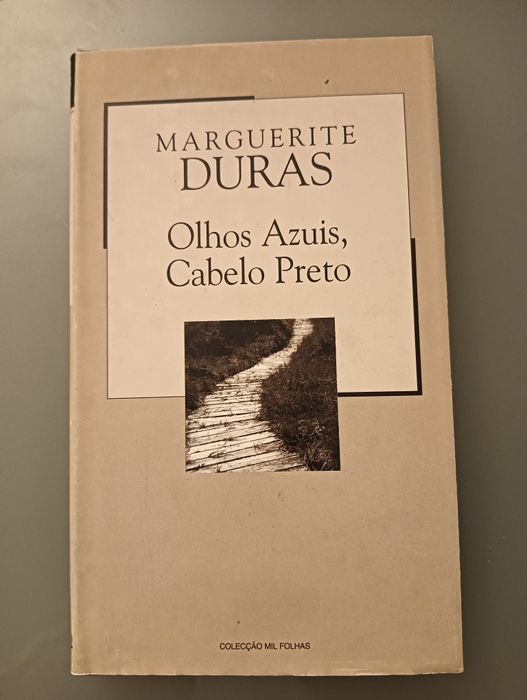 MARGUERITE
DURAS
Olhos Azuis,
Cabelo Preto
COLECÇÃO MIL FOLHAS